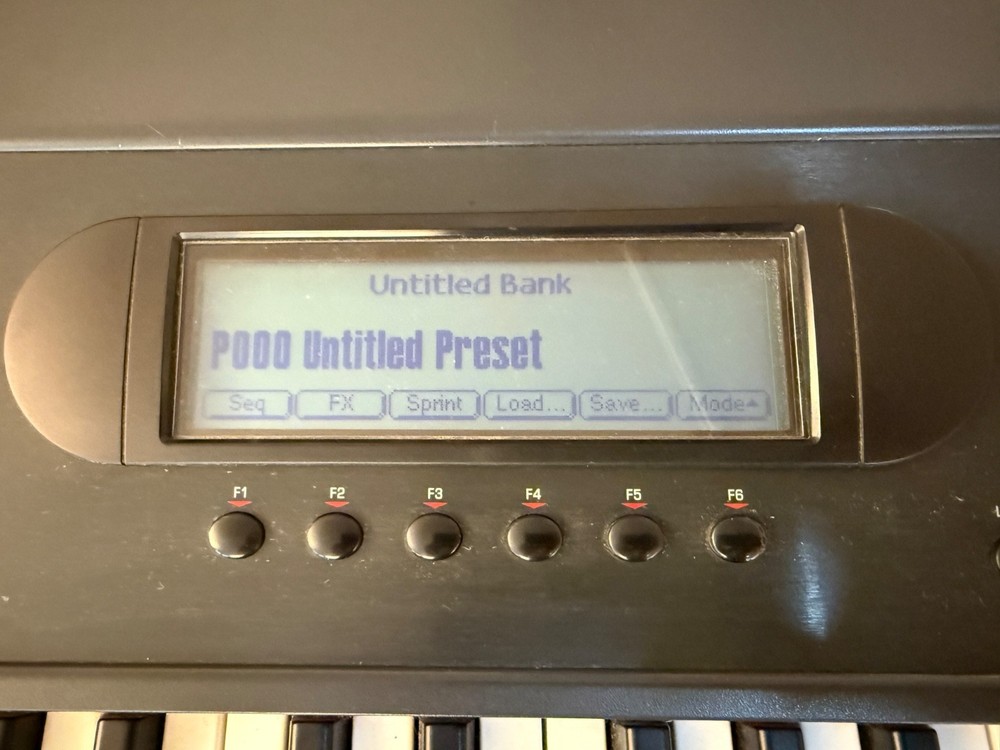 Untitled Bank
P000 Untitled Preset
Seq FX Sprint Load... Save... Mode
F1 F2 F3 F4 F5 F6